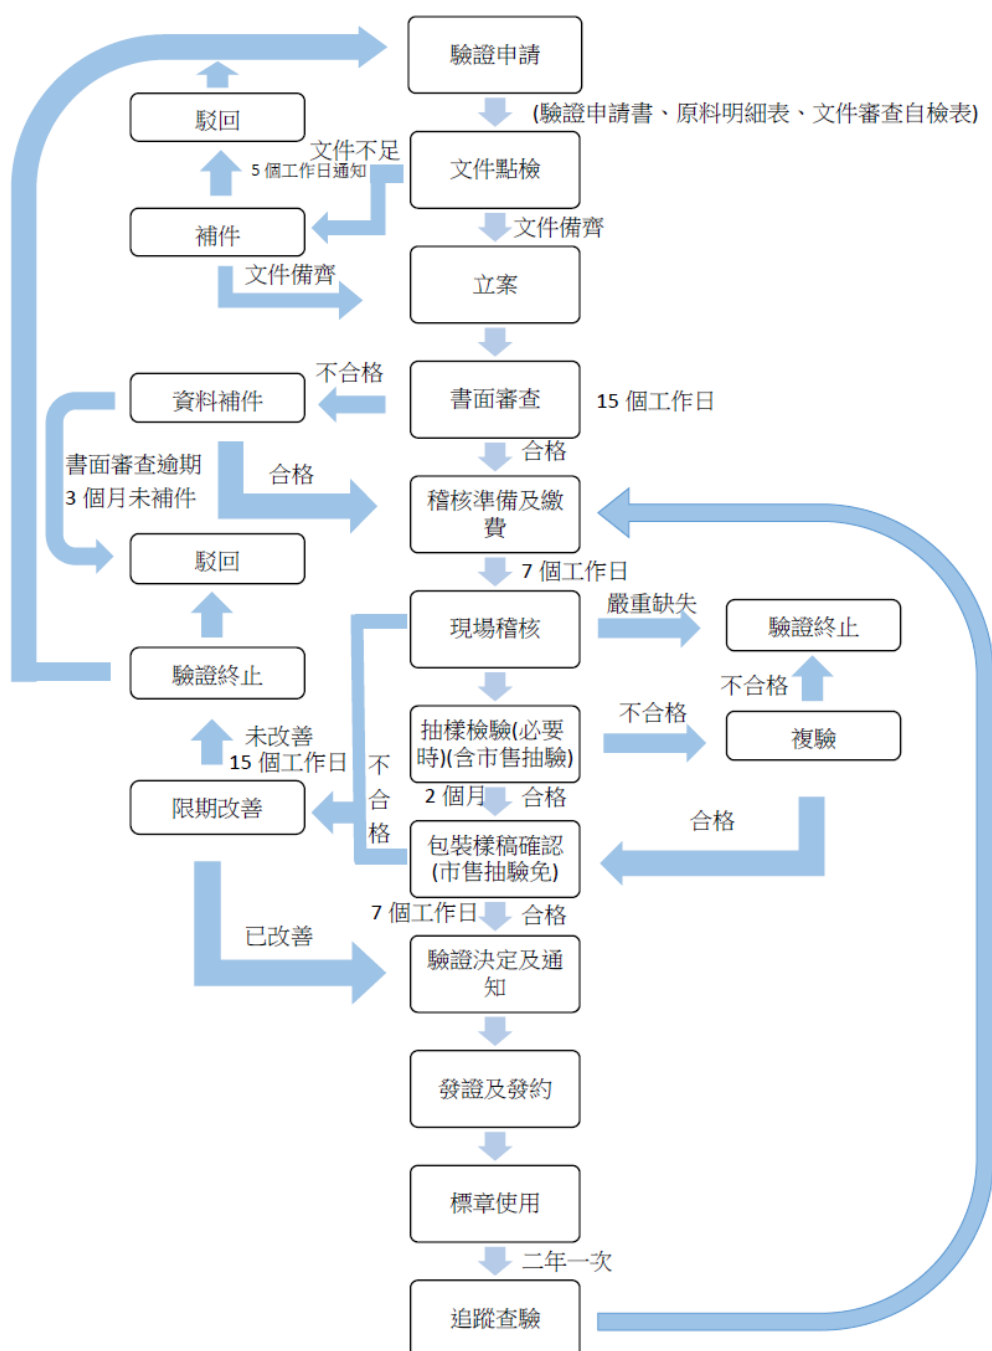 驗證申請
(驗證申請書、原料明細表、文件審查自檢表)
駁回
文件不足
5 個工作日通知
文件點檢
補件
文件備齊
文件備齊
立案
不合格
資料補件
書面審查
15 個工作日
合格
書面審查逾期
3 個月未補件
合格
稽核準備及繳
費
駁回
7 個工作日
嚴重缺失
現場稽核
驗證終止
驗證終止
不合格
不合格
抽樣檢驗(必要
時)(含市售抽驗)
複驗
未改善
15 個工作日
不
合
格
2 個月
合格
限期改善
合格
包裝樣稿確認
(市售抽驗免)
7 個工作日
合格
已改善
驗證決定及通
知
發證及發約
標章使用
二年一次
追蹤查驗